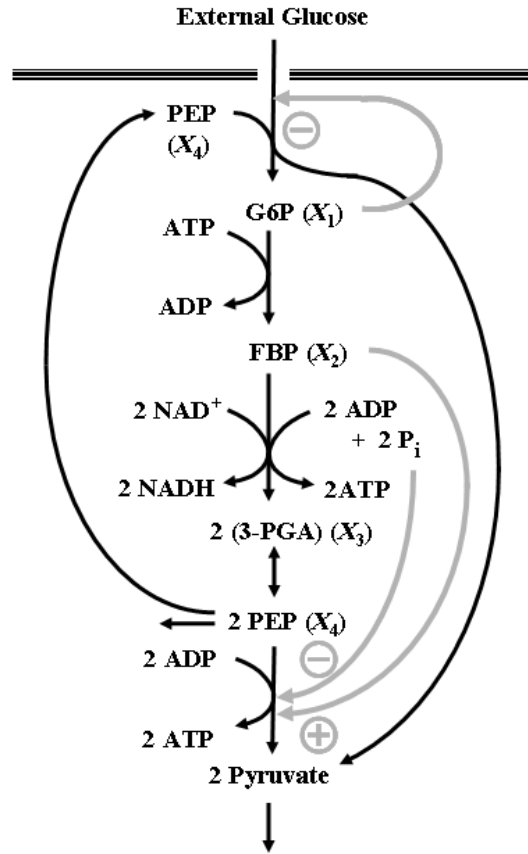 External Glucose
PEP
(X4)
−
G6P (X1)
ATP
ADP
FBP (X2)
2 NAD+
2 ADP
+ 2 Pi
2 NADH
2ATP
2 (3-PGA) (X3)
2 PEP (X4)
2 ADP
−
2 ATP
+
2 Pyruvate